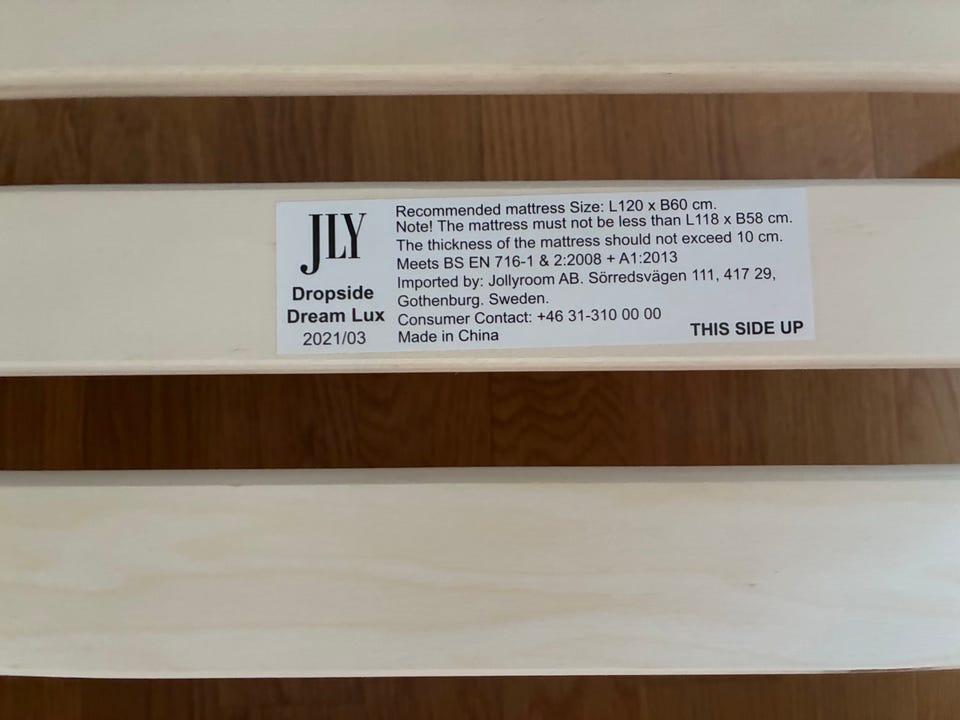 JLY
Dropside
Dream Lux
2021/03
Recommended mattress Size: L120 x B60 cm.
Note! The mattress must not be less than L118 x B58 cm.
The thickness of the mattress should not exceed 10 cm.
Meets BS EN 716-1 & 2:2008 + A1:2013
Imported by: Jollyroom AB. Sörredsvägen 111, 417 29,
Gothenburg. Sweden.
Consumer Contact: +46 31-310 00 00
Made in China
THIS SIDE UP